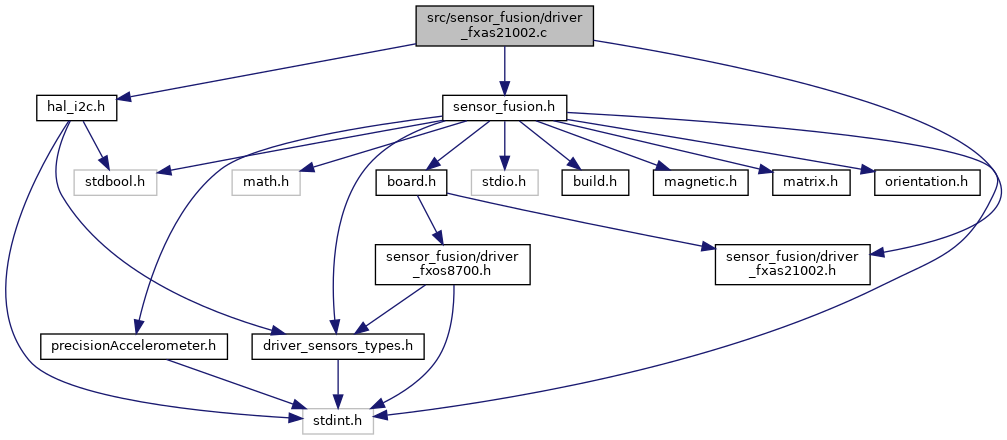 src/sensor_fusion/driver
_fxas21002.c
hal_i2c.h
sensor_fusion.h
stdbool.h
math.h
board.h
stdio.h
build.h
magnetic.h
matrix.h
orientation.h
sensor_fusion/driver
_fxos8700.h
sensor_fusion/driver
_fxas21002.h
precisionAccelerometer.h
driver_sensors_types.h
stdint.h